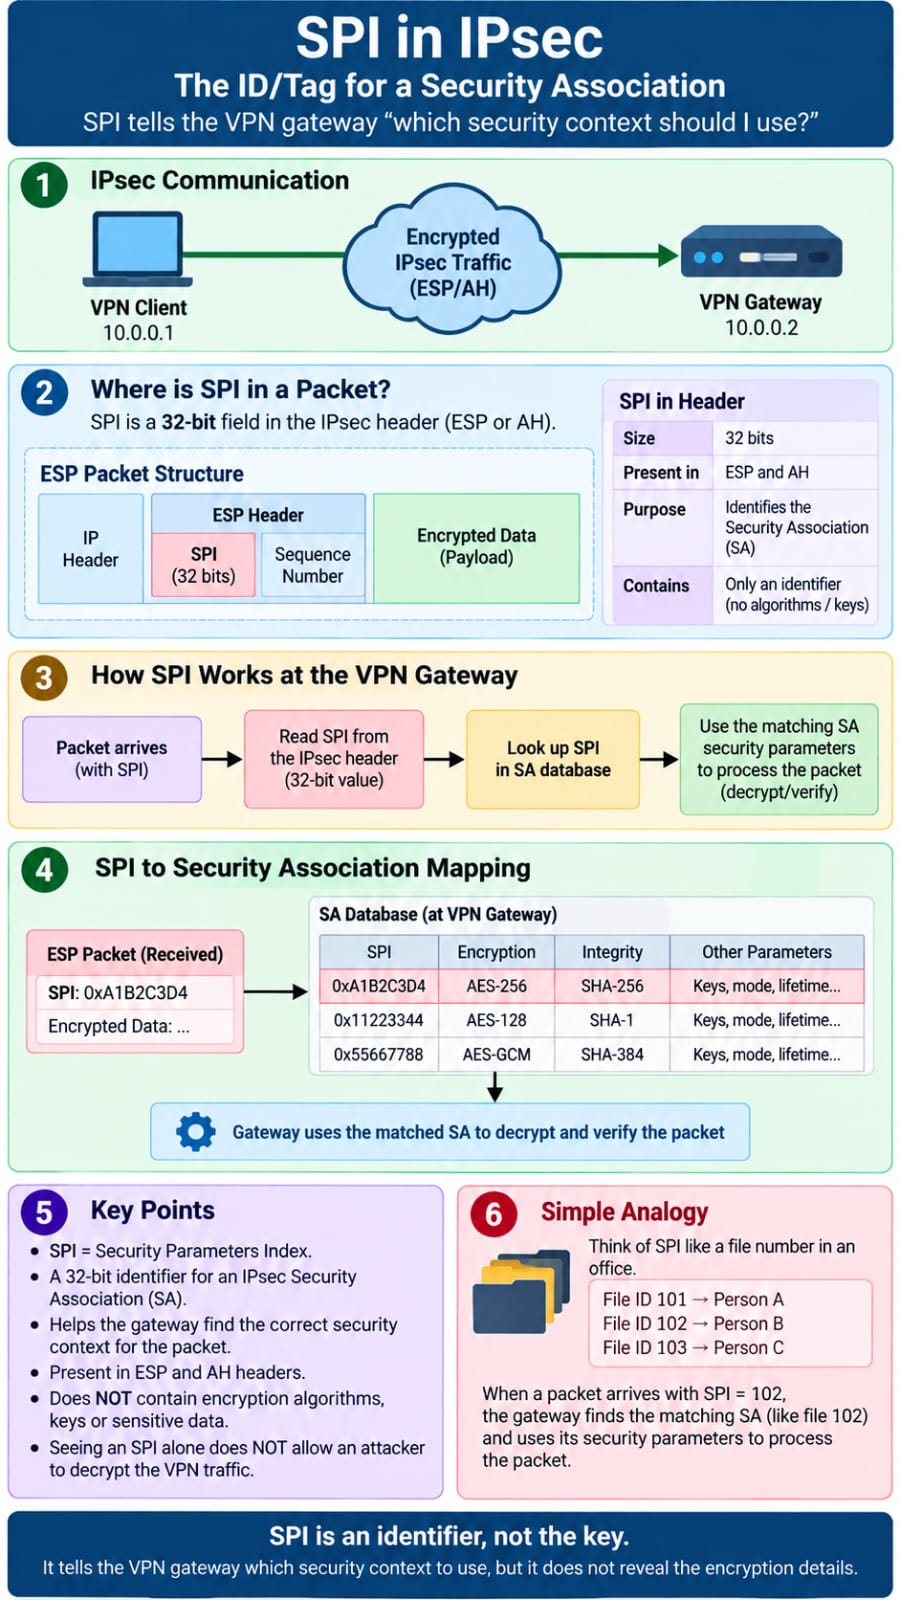 SPI in IPsec
The ID/Tag for a Security Association
SPI tells the VPN gateway “which security context should I use?”
1
IPsec Communication
Encrypted
IPsec Traffic
(ESP/AH)
VPN Client
10.0.0.1
VPN Gateway
10.0.0.2
2
Where is SPI in a Packet?
SPI is a 32-bit field in the IPsec header (ESP or AH).
ESP Packet Structure
IP
Header
ESP Header
SPI
(32 bits)
Sequence
Number
Encrypted Data
(Payload)
SPI in Header
Size 32 bits
Present in ESP and AH
Purpose Identifies the
Security Association
(SA)
Contains Only an identifier
(no algorithms / keys)
3
How SPI Works at the VPN Gateway
Packet arrives
(with SPI)
Read SPI from
the IPsec header
(32-bit value)
Look up SPI
in SA database
Use the matching SA
security parameters
to process the packet
(decrypt/verify)
4
SPI to Security Association Mapping
ESP Packet (Received)
SPI: 0xA1B2C3D4
Encrypted Data: ...
SA Database (at VPN Gateway)
SPI Encryption Integrity Other Parameters
0xA1B2C3D4 AES-256 SHA-256 Keys, mode, lifetime...
0x11223344 AES-128 SHA-1 Keys, mode, lifetime...
0x55667788 AES-GCM SHA-384 Keys, mode, lifetime...
Gateway uses the matched SA to decrypt and verify the packet
5
Key Points
• SPI = Security Parameters Index.
• A 32-bit identifier for an IPsec Security
Association (SA).
• Helps the gateway find the correct security
context for the packet.
• Present in ESP and AH headers.
• Does NOT contain encryption algorithms,
keys or sensitive data.
• Seeing an SPI alone does NOT allow an attacker
to decrypt the VPN traffic.
6
Simple Analogy
Think of SPI like a file number in an
office.
File ID 101 → Person A
File ID 102 → Person B
File ID 103 → Person C
When a packet arrives with SPI = 102,
the gateway finds the matching SA (like file 102)
and uses its security parameters to process
the packet.
SPI is an identifier, not the key.
It tells the VPN gateway which security context to use, but it does not reveal the encryption details.